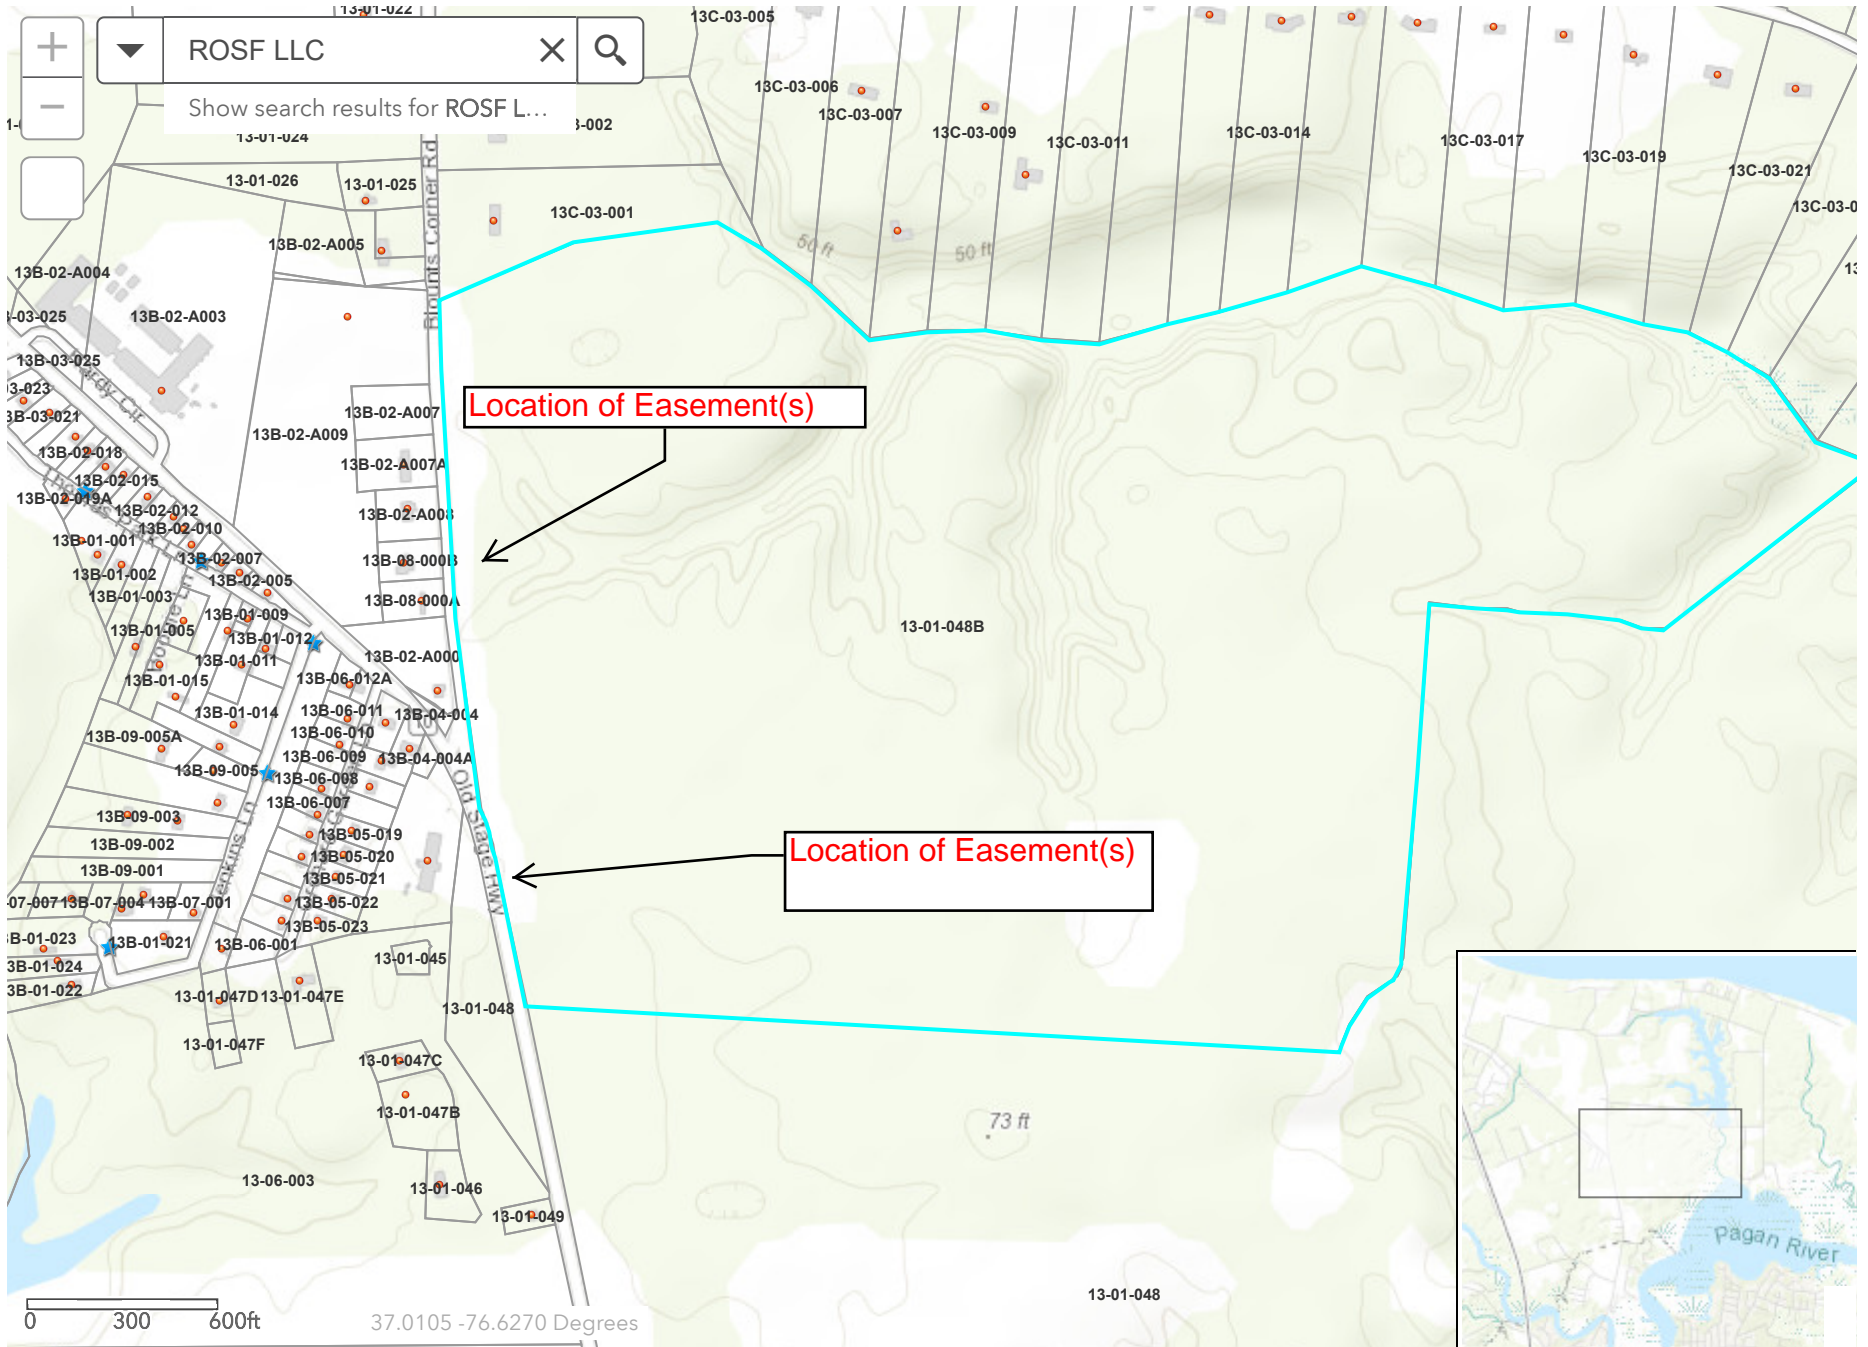 13-01-022
ROSF LLC
Show search results for ROSF L...
13-01-024
13C-03-005
13C-03-006
13C-03-007
13C-03-009
13C-03-011
13C-03-014
13C-03-017
13C-03-019
13C-03-021
13-01-026
13-01-025
13C-03-001
Blounts Corner Rd
13B-02-A005
50 ft
50 ft
13B-02-A004
13B-02-A003
13B-03-025
13B-02-A007
13B-02-A009
Location of Easement(s)
13B-02-018
13B-02-A007A
13B-02-015
13B-02-019A
13B-02-012
13B-02-A008
13B-02-010
13B-01-001
13B-02-007
13B-08-000B
13B-01-002
13B-02-005
13B-01-003
13B-08-000A
13B-01-009
13B-01-005
13B-01-012
13-01-048B
13B-01-011
13B-02-A000
13B-01-015
13B-06-012A
13B-01-014
13B-06-011
13B-04-004
13B-09-005A
13B-06-010
13B-06-009
13B-04-004A
13B-09-005
13B-06-008
13B-06-007
Old Stage Hwy
13B-09-003
13B-05-019
13B-09-002
13B-05-020
Location of Easement(s)
13B-09-001
13B-05-021
-07-007
13B-07-004
13B-07-001
13B-05-022
Jenkins Ln
13B-05-023
13B-01-021
13B-06-001
13-01-045
13-01-047D
13-01-047E
13-01-048
13-01-047F
13-01-047C
13-01-047B
73 ft
13-06-003
13-01-046
13-01-049
Pagan River
13-01-048
0 300 600ft
37.0105 -76.6270 Degrees